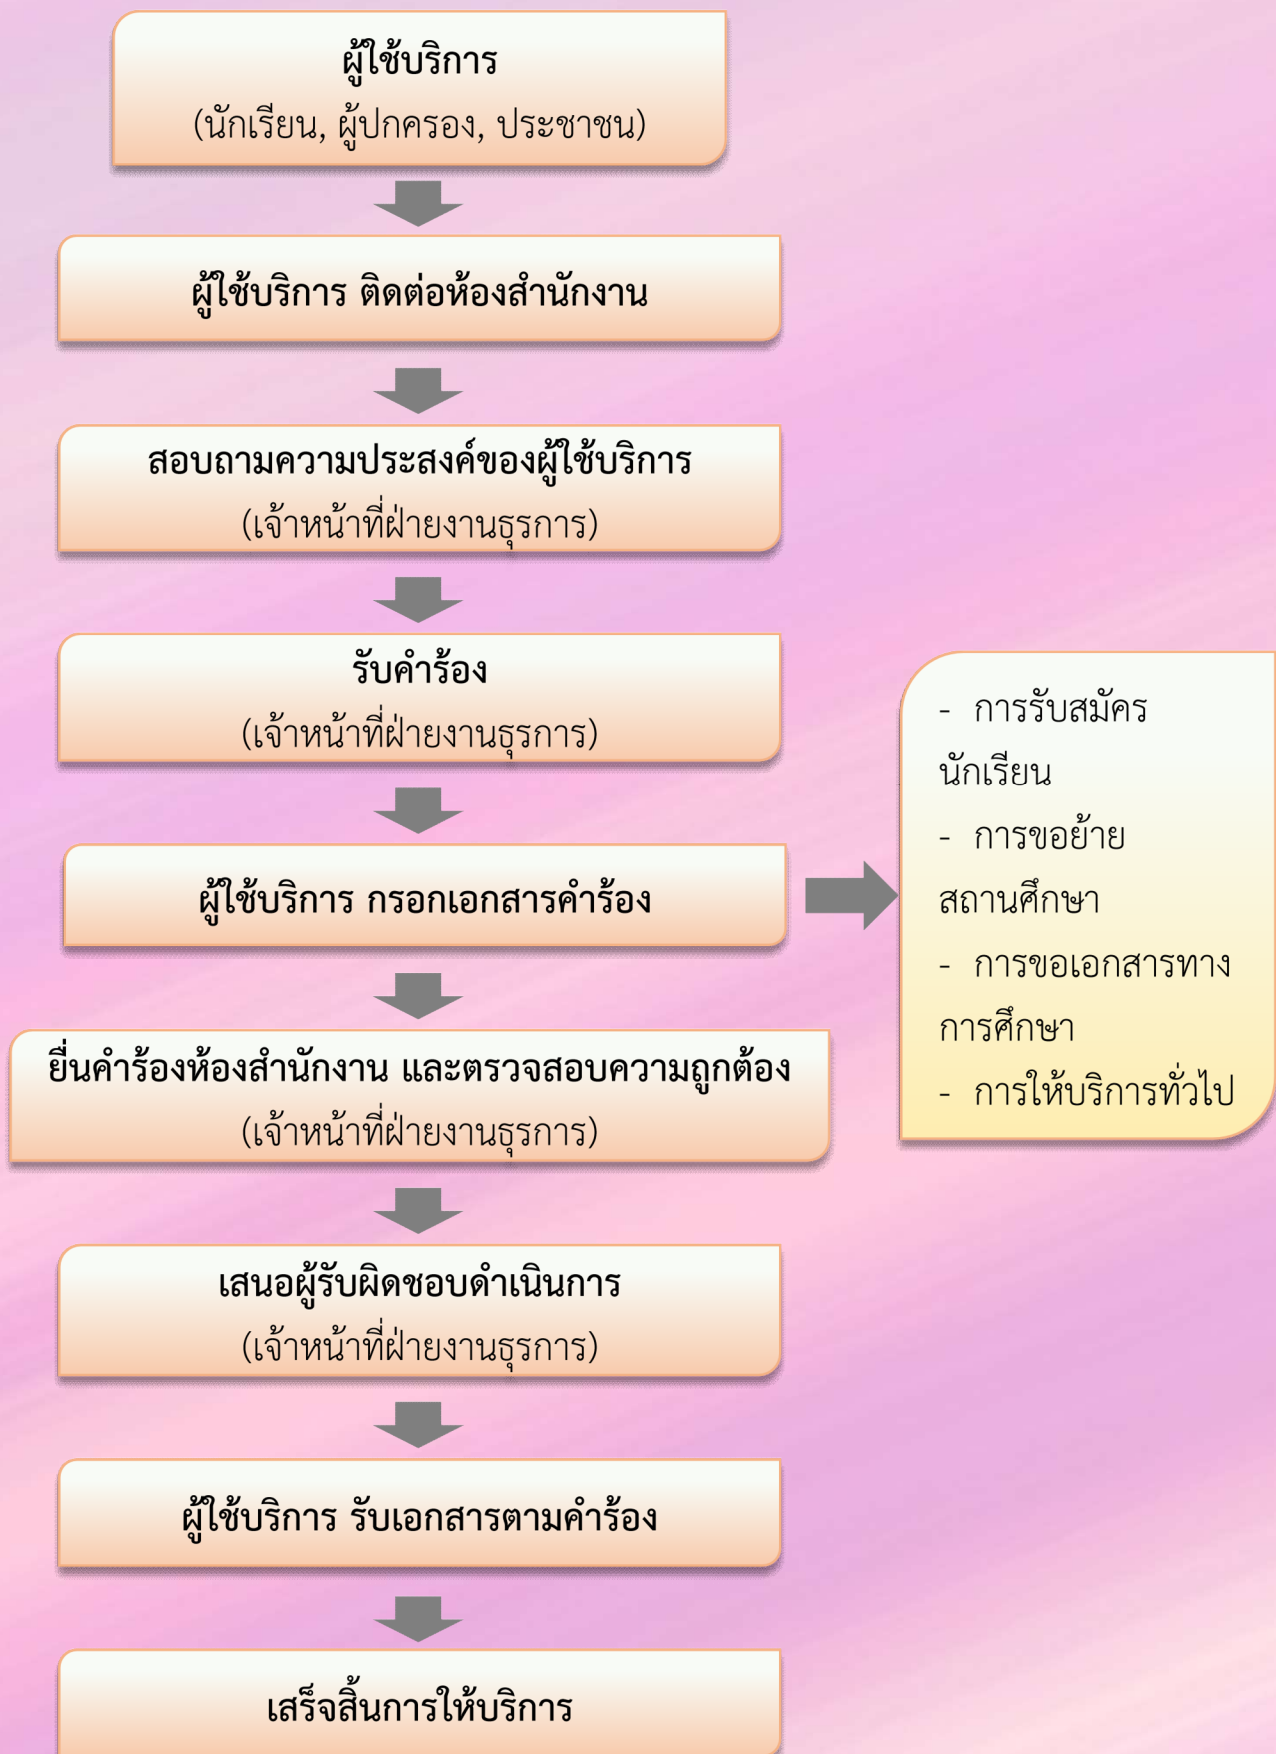 ผู้ใช้บริการ
(นักเรียน, ผู้ปกครอง, ประชาชน)
ผู้ใช้บริการ ติดต่อห้องสำนักงาน
สอบถามความประสงค์ของผู้ใช้บริการ
(เจ้าหน้าที่ฝ่ายงานธุรการ)
รับคำร้อง
(เจ้าหน้าที่ฝ่ายงานธุรการ)
ผู้ใช้บริการ กรอกเอกสารคำร้อง
- การรับสมัคร
นักเรียน
- การขอย้าย
สถานศึกษา
- การขอเอกสารทาง
การศึกษา
- การให้บริการทั่วไป
ยื่นคำร้องห้องสำนักงาน และตรวจสอบความถูกต้อง
(เจ้าหน้าที่ฝ่ายงานธุรการ)
เสนอผู้รับผิดชอบดำเนินการ
(เจ้าหน้าที่ฝ่ายงานธุรการ)
ผู้ใช้บริการ รับเอกสารตามคำร้อง
เสร็จสิ้นการให้บริการ